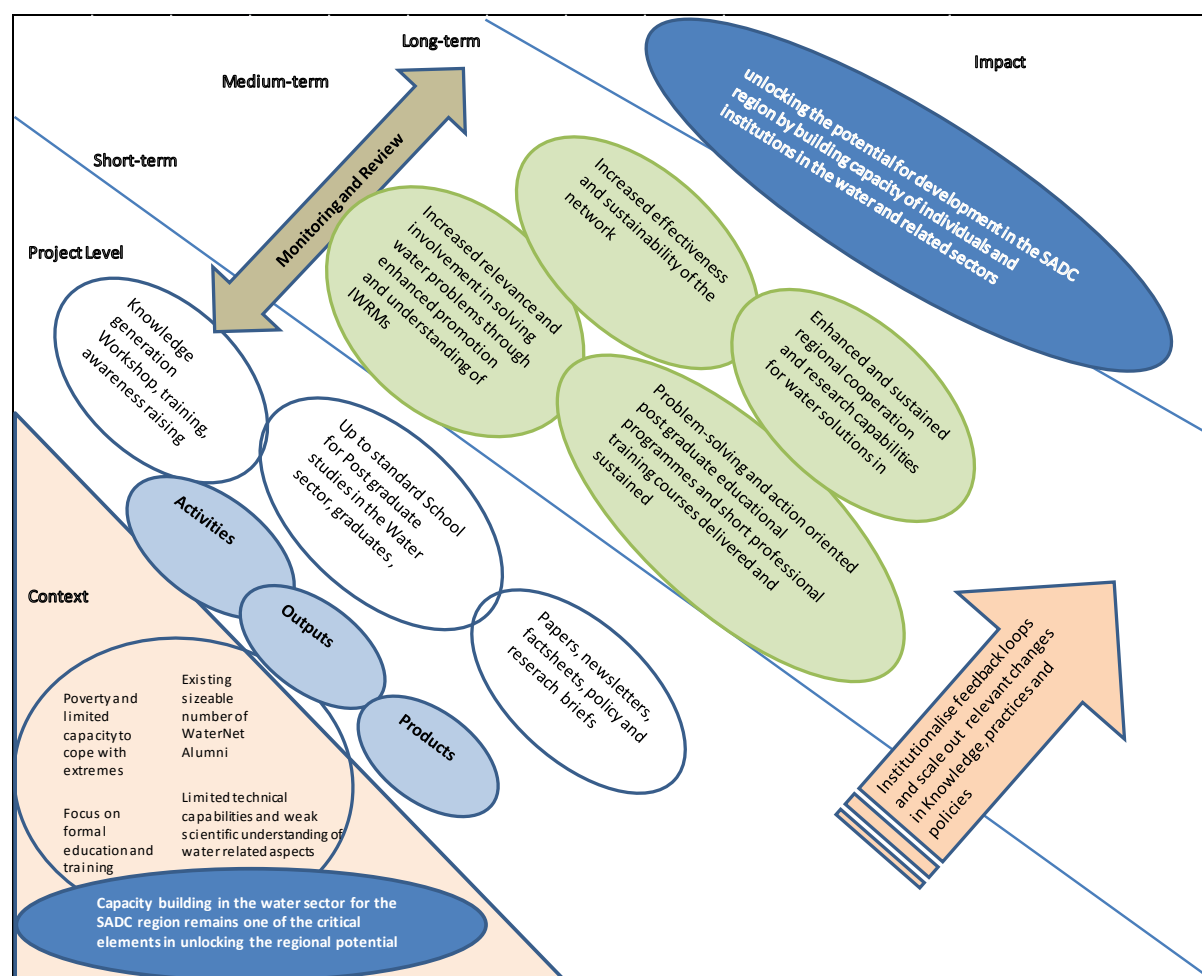 Long-term
Impact
Medium-term
Short-term
Project Level
Monitoring and Review
unlocking the potential for development in the SADC
region by building capacity of individuals and
institutions in the water and related sectors
Increased effectiveness
and sustainability of the
network
Increased relevance and
involvement in solving
water problems through
enhanced promotion
and understanding of
IWRMs
Enhanced and sustained
regional cooperation
and research capabilities
for water solutions in
Problem-solving and action oriented
post graduate educational
programmes and short professional
training courses delivered and
sustained
Knowledge
generation
Workshop, training,
awareness raising
Up to standard School
for Postgraduate
studies in the Water
sector, graduates,
Papers, newsletters,
factsheets, policy and
reserach briefs
Activities
Outputs
Products
Context
Poverty and
limited
capacity to
cope with
extremes
Existing
sizeable
number of
WaterNet
Alumni
Focus on
formal
education and
training
Limited technical
capabilities and weak
scientific understanding of
water related aspects
Capacity building in the water sector for the
SADC region remains one of the critical
elements in unlocking the regional potential
Institutionalise feedback loops
and scale out relevant changes
in Knowledge, practices and
policies